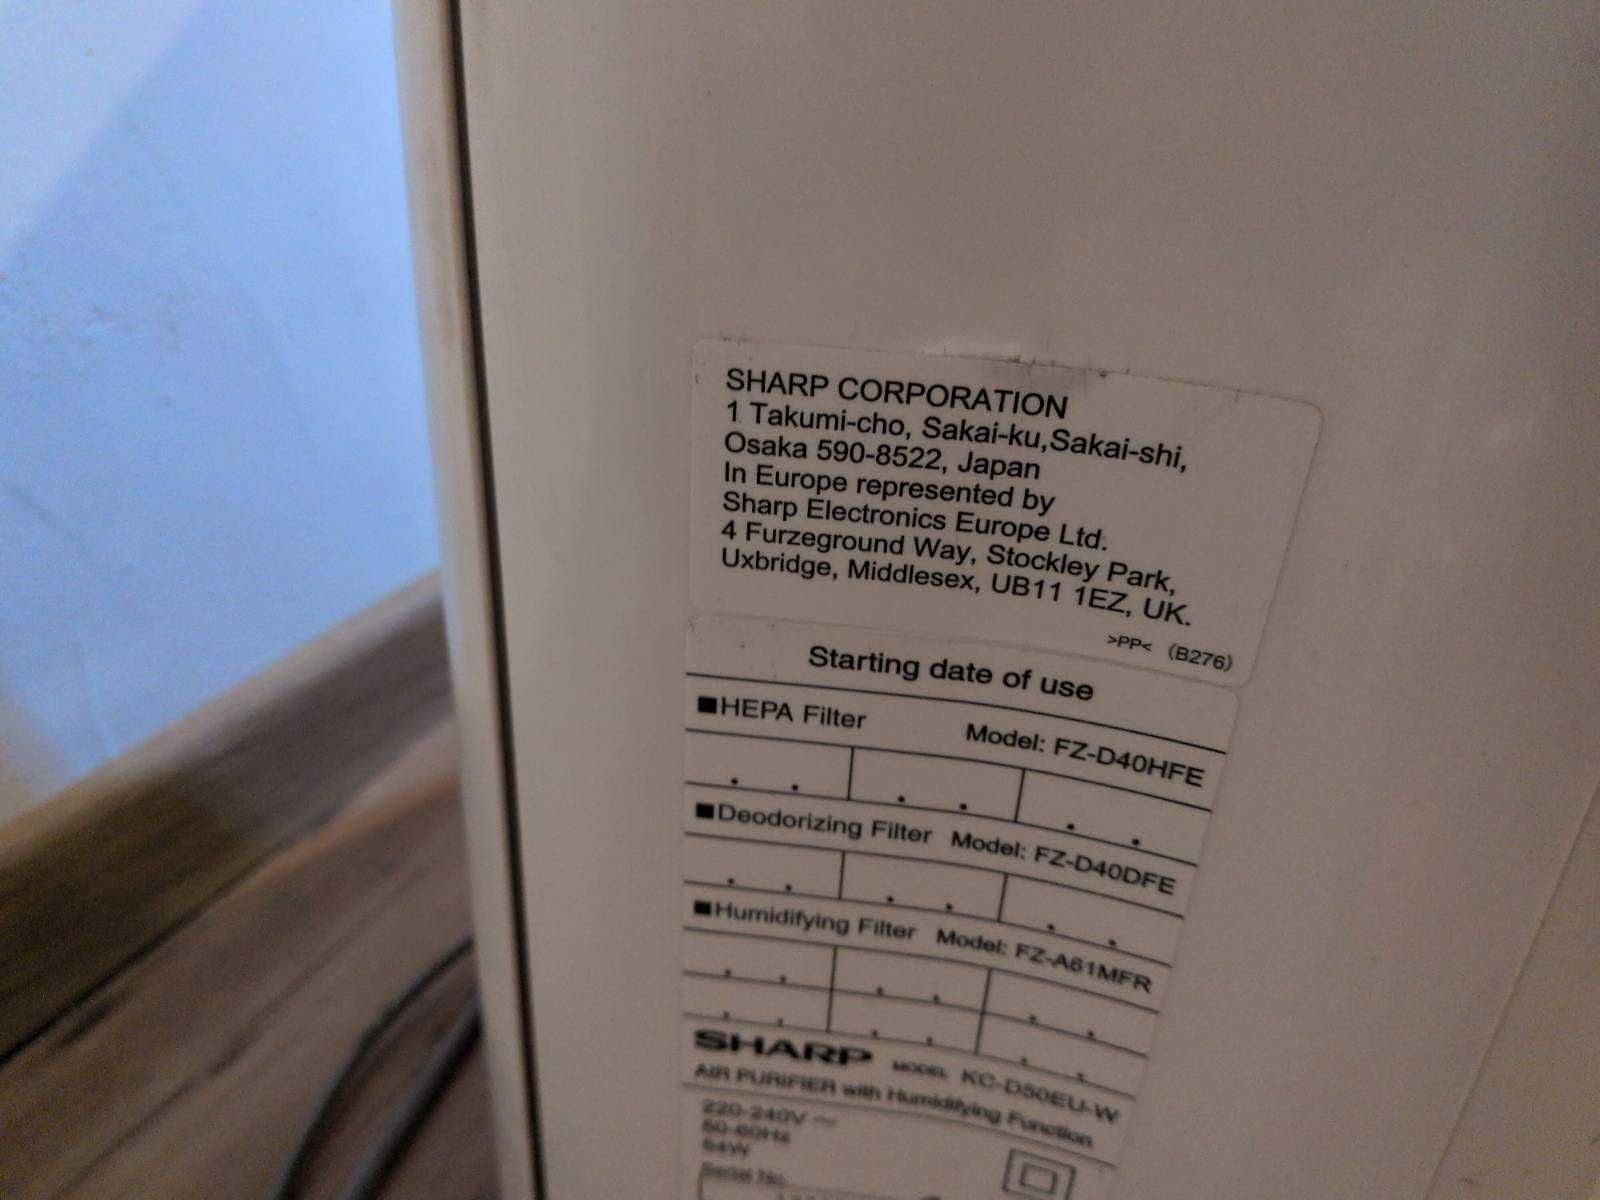 SHARP CORPORATION
1 Takumi-cho, Sakai-ku,Sakai-shi,
Osaka 590-8522, Japan
In Europe represented by
Sharp Electronics Europe Ltd.
4 Furzeground Way, Stockley Park,
Uxbridge, Middlesex, UB11 1EZ, UK.
>PP< (B276)
Starting date of use
■HEPA Filter Model: FZ-D40HFE
■Deodorizing Filter Model: FZ-D40DFE
■Humidifying Filter Model: FZ-A61MFR
SHARP MODEL KC-D50EU-W
AIR PURIFIER with Humidifying Function
220-240V ~
50-60Hz
54W
Serial No.